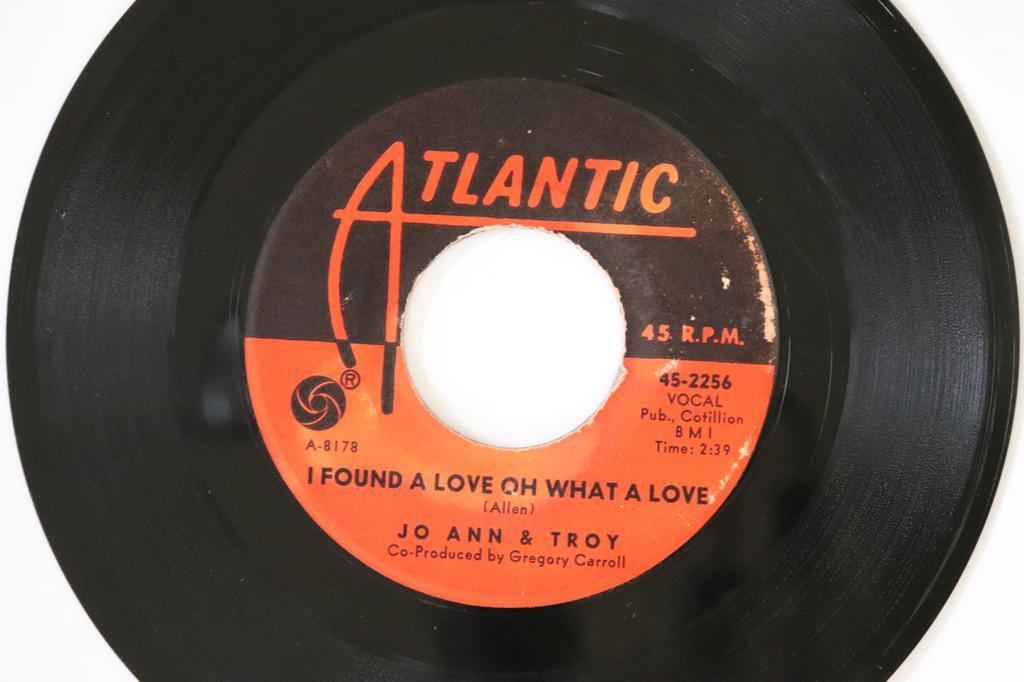 ATLANTIC
45 R.P.M.
®
A-8178
45-2256
VOCAL
Pub., Cotillion
BMI
Time: 2:39
I FOUND A LOVE OH WHAT A LOVE
(Allen)
JO ANN & TROY
Co-Produced by Gregory Carroll